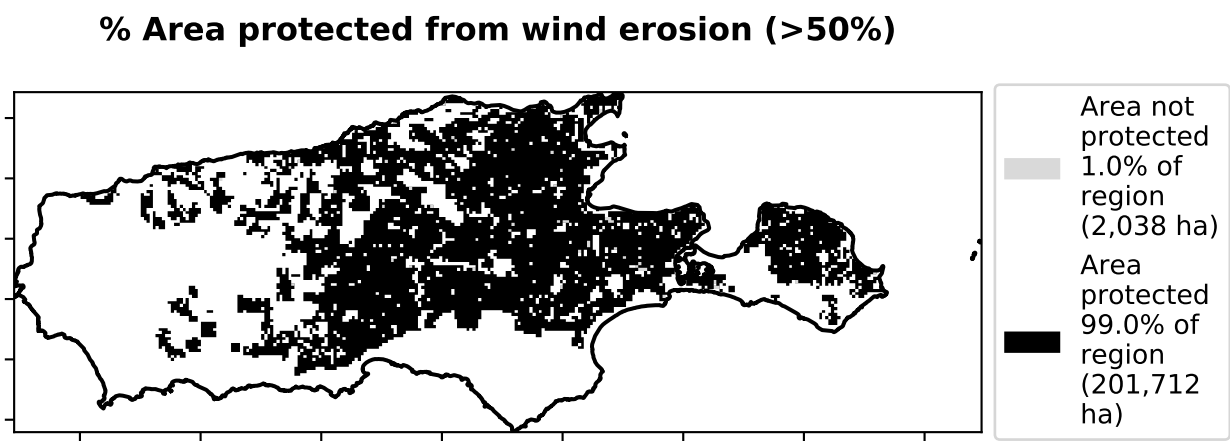 % Area protected from wind erosion (>50%)
Area not
protected
1.0% of
region
(2,038 ha)
Area
protected
99.0% of
region
(201,712
ha)